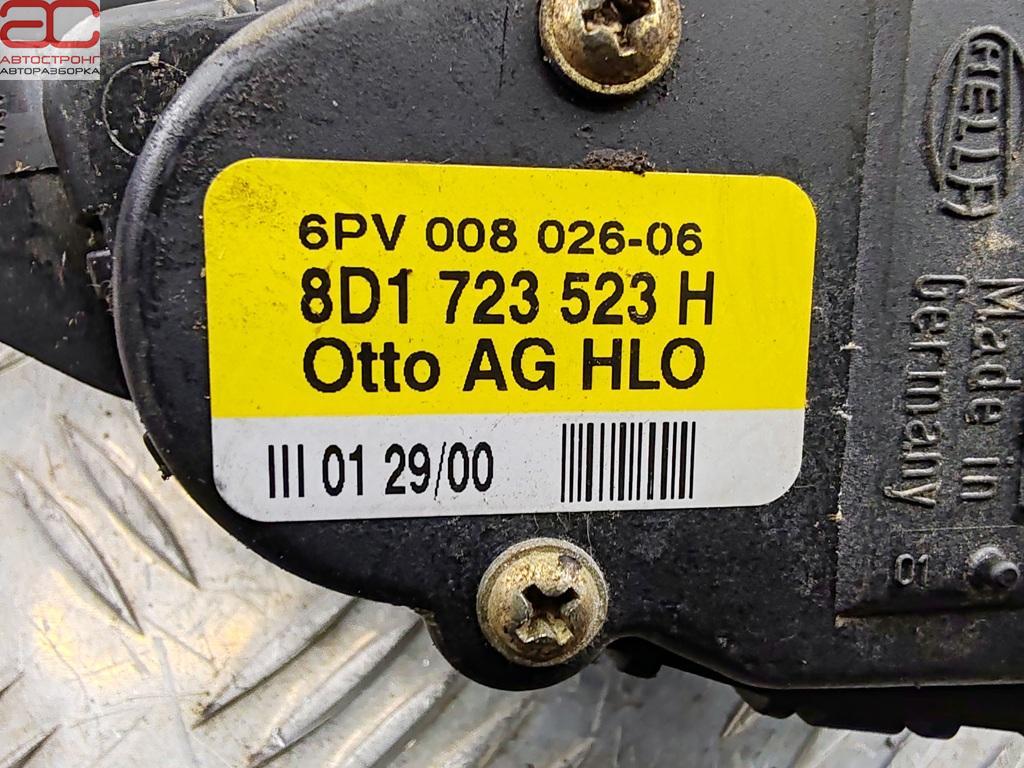 АВТОСТРОНГ
АВТОРАЗБОРКА
HELLA
6PV 008 026-06
8D1 723 523 H
Otto AG HLO
III 01 29/00
Made in
Germany
01